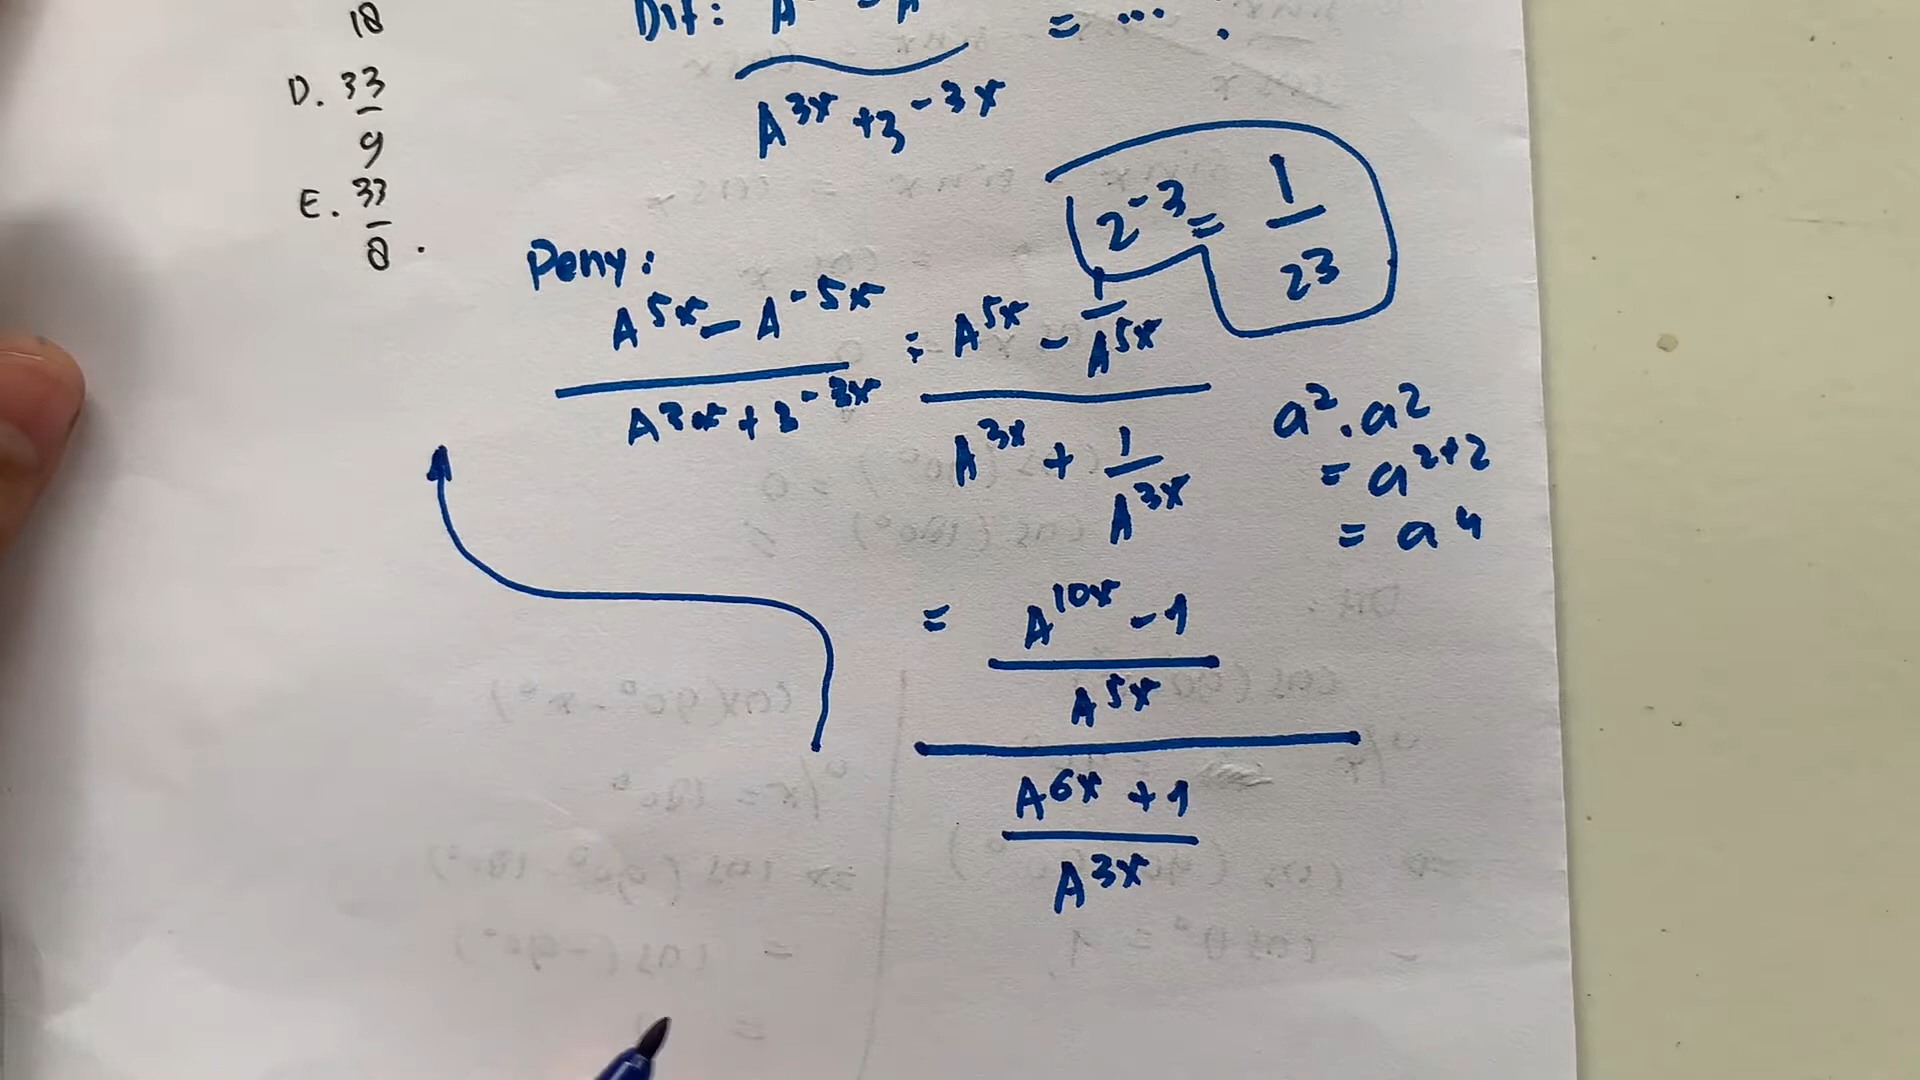 18
D. 33
9
E. 33
8 .
Dit:
= ... .
A^3x + 3^-3x
2^-3 = 1
2^3
Peny:
A^5x - A^-5x = A^5x - 1
A^5x
A^3x + 3^-3x
A^3x + 1
A^3x
a^2 . a^2
= a^2+2
= a^4
= A^10x - 1
A^5x
A^6x + 1
A^3x